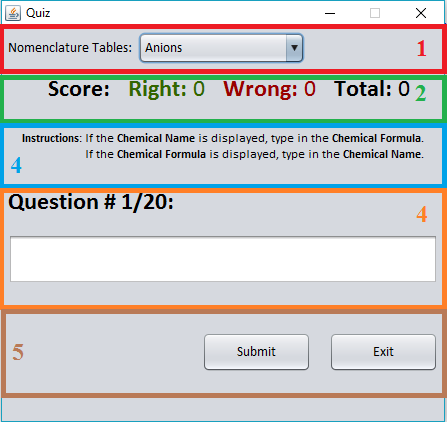 Quiz
Nomenclature Tables: Anions 1
Score: Right: 0 Wrong: 0 Total: 0 2
Instructions: If the Chemical Name is displayed, type in the Chemical Formula.
If the Chemical Formula is displayed, type in the Chemical Name.
4
Question # 1/20:
4
5 Submit Exit